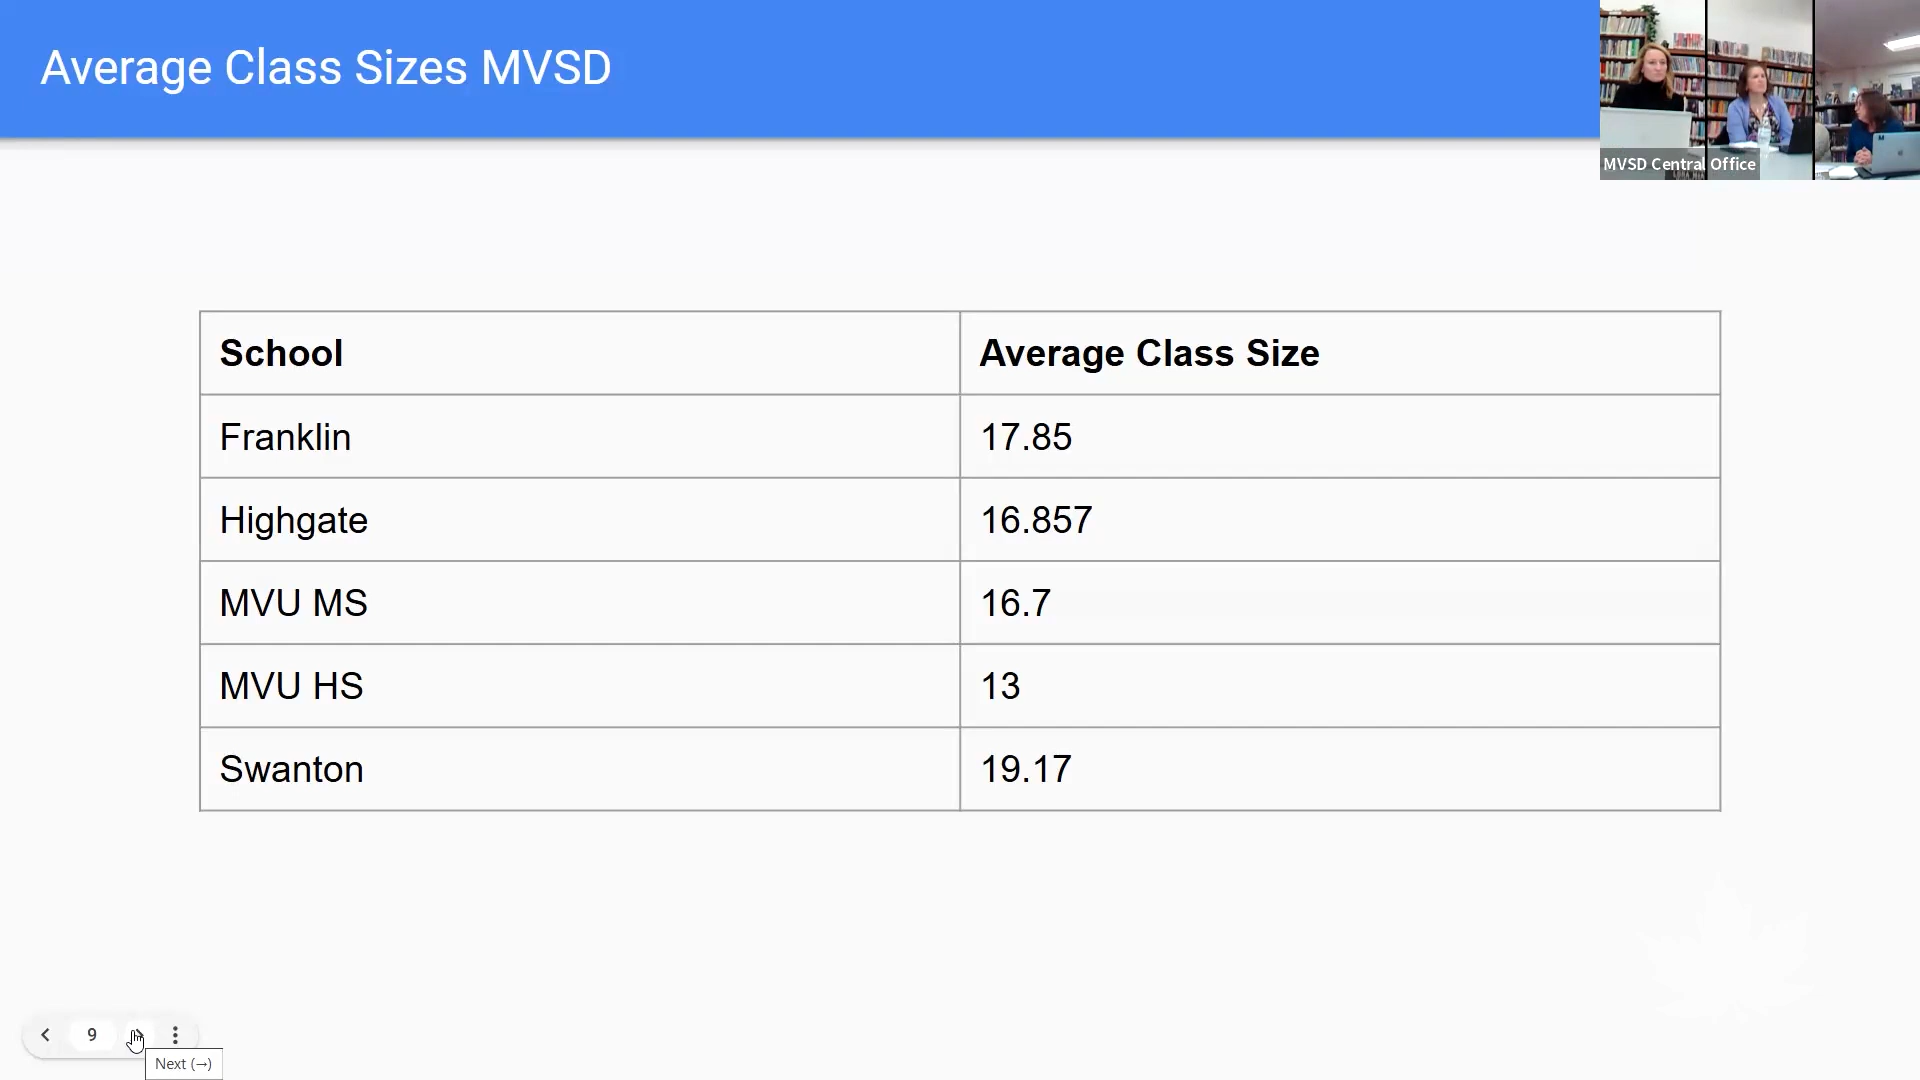 Average Class Sizes MVSD
MVSD Central Office
School Average Class Size
Franklin 17.85
Highgate 16.857
MVU MS 16.7
MVU HS 13
Swanton 19.17
9
Next (→)